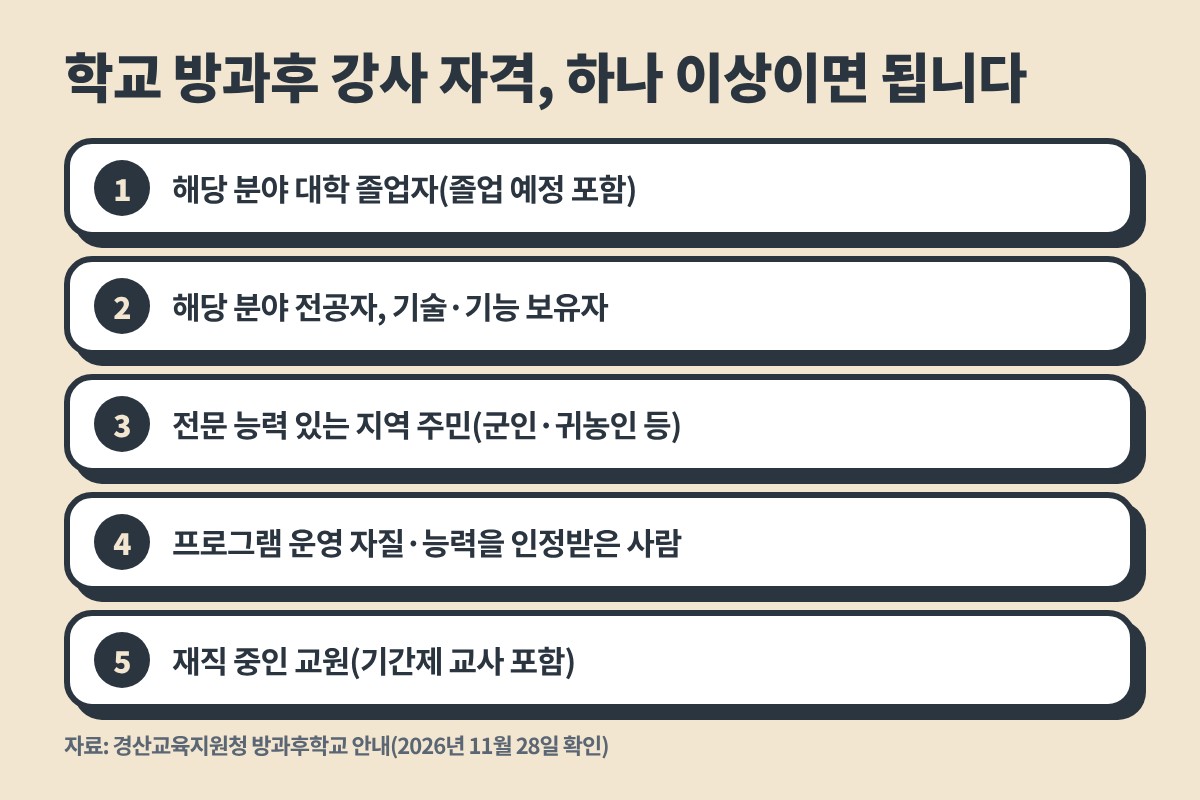 학교 방과후 강사 자격, 하나 이상이면 됩니다
1 해당 분야 대학 졸업자(졸업 예정 포함)
2 해당 분야 전공자, 기술·기능 보유자
3 전문 능력 있는 지역 주민(군인·귀농인 등)
4 프로그램 운영 자질·능력을 인정받은 사람
5 재직 중인 교원(기간제 교사 포함)
자료: 경산교육지원청 방과후학교 안내(2026년 11월 28일 확인)